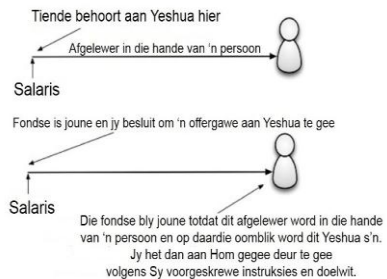 Tiende behoort aan Yeshua hier
Afgelewer in die hande van ‘n persoon
Salaris
Fondse is joune en jy besluit om ‘n offergawe aan Yeshua te gee
Salaris
Die fondse bly joune totdat dit afgelewer word in die hande
van ‘n persoon en op daardie oomblik word dit Yeshua s’n.
Jy het dan aan Hom gegee deur te gee
volgens Sy voorgeskrewe instruksies en doelwit.